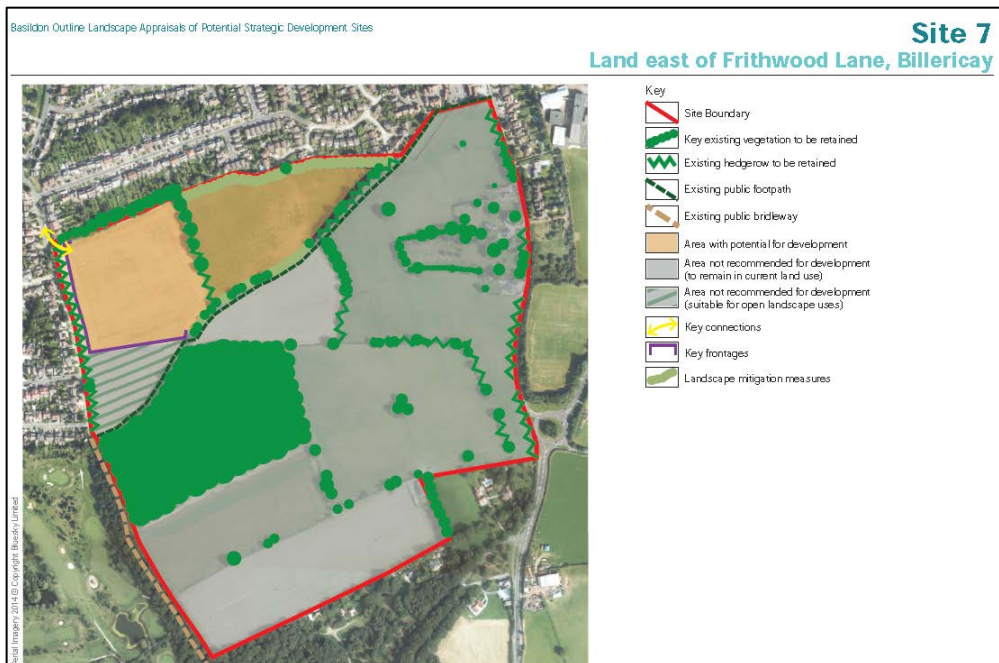 Basildon Outline Landscape Appraisals of Potential Strategic Development Sites
Site 7
Land east of Frithwood Lane, Billericay
Key
Site Boundary
Key existing vegetation to be retained
Existing hedgerow to be retained
Existing public footpath
Existing public bridleway
Area with potential for development
Area not recommended for development
(to remain in current land use)
Area not recommended for development
(suitable for open landscape uses)
Key connections
Key frontages
Landscape mitigation measures
Aerial Imagery 2014 © Copyright Bluesky Limited